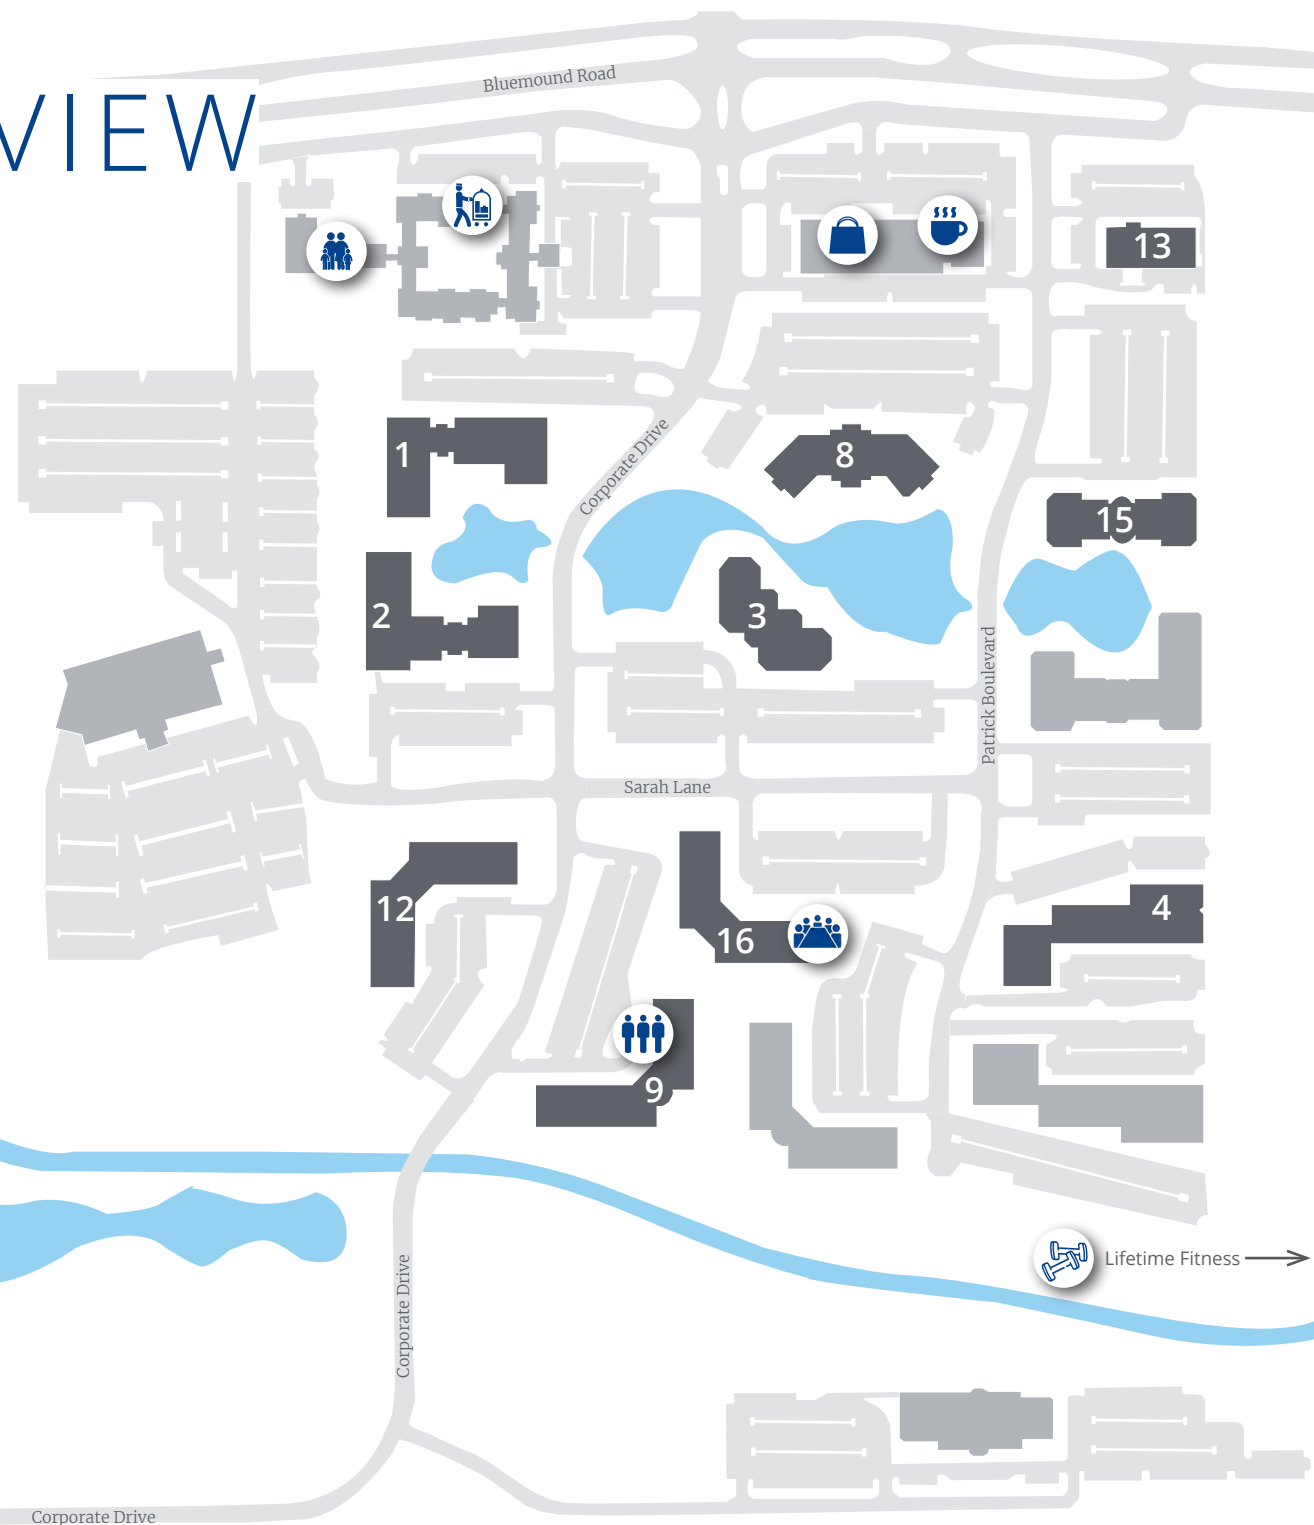 Bluemound Road
VIEW
13
1
Corporate Drive
8
15
2
3
Patrick Boulevard
Sarah Lane
12
16
4
9
Lifetime Fitness
Corporate Drive
Corporate Drive